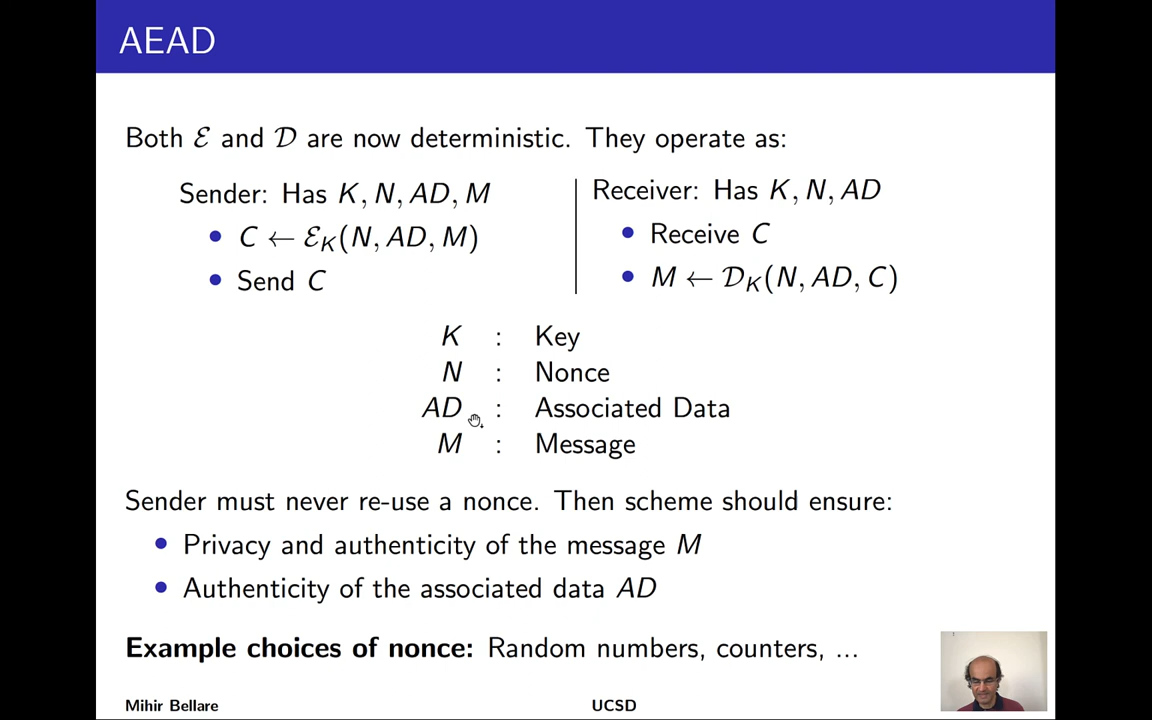 AEAD
Both ℰ and 𝒟 are now deterministic. They operate as:
Sender: Has K, N, AD, M
• C ← ℰ_K(N, AD, M)
• Send C
Receiver: Has K, N, AD
• Receive C
• M ← 𝒟_K(N, AD, C)
K : Key
N : Nonce
AD : Associated Data
M : Message
Sender must never re-use a nonce. Then scheme should ensure:
• Privacy and authenticity of the message M
• Authenticity of the associated data AD
Example choices of nonce: Random numbers, counters, ...
Mihir Bellare UCSD